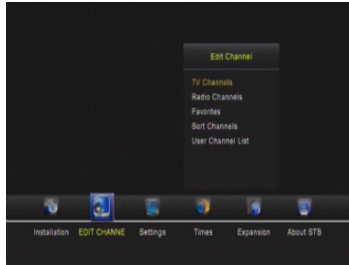 Edit Channel
TV Channels
Radio Channels
Favorites
Sort Channels
User Channel List
Installation EDIT CHANNE Settings Times Expansion About STB